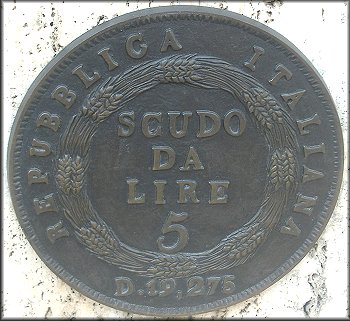 REPUBBLICA ITALIANA
SCUDO
DA
LIRE
5
D. 19,275